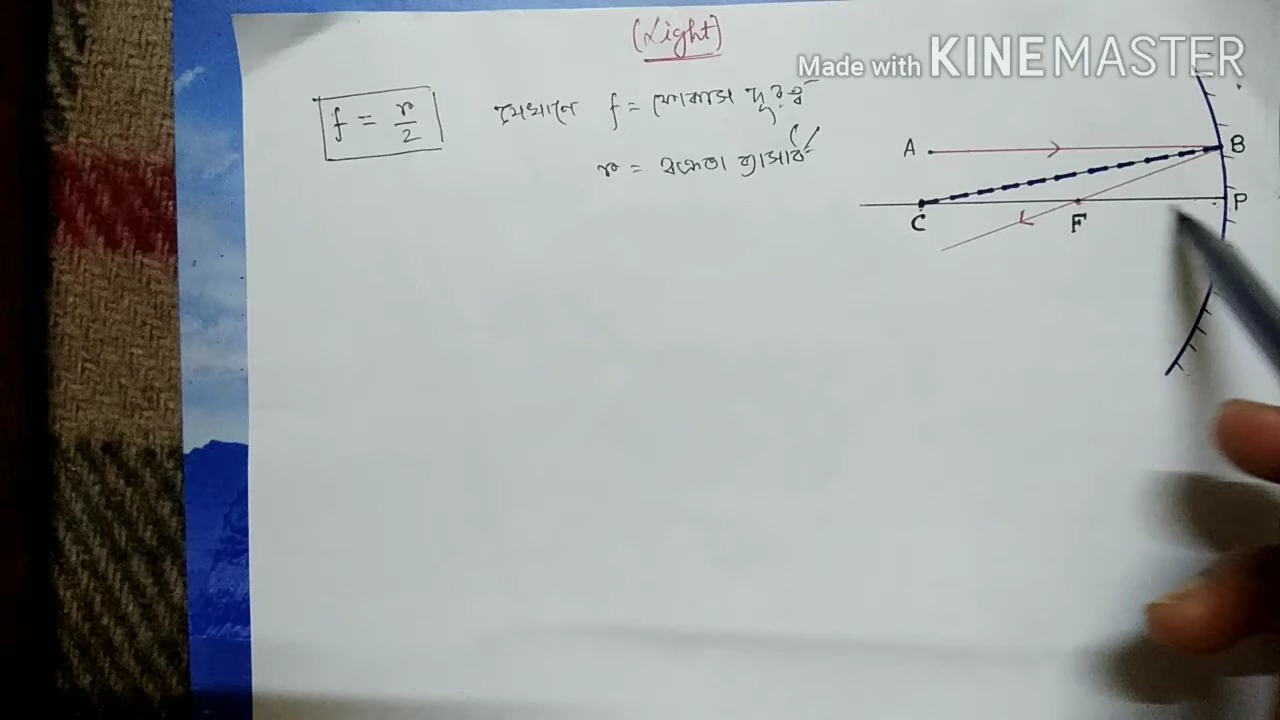 (Light)
Made with KINEMASTER
f = r/2 যেখানে f = ফোকাস দূরত্ব
r = বক্রতা ব্যাসার্ধ
A B
C F P